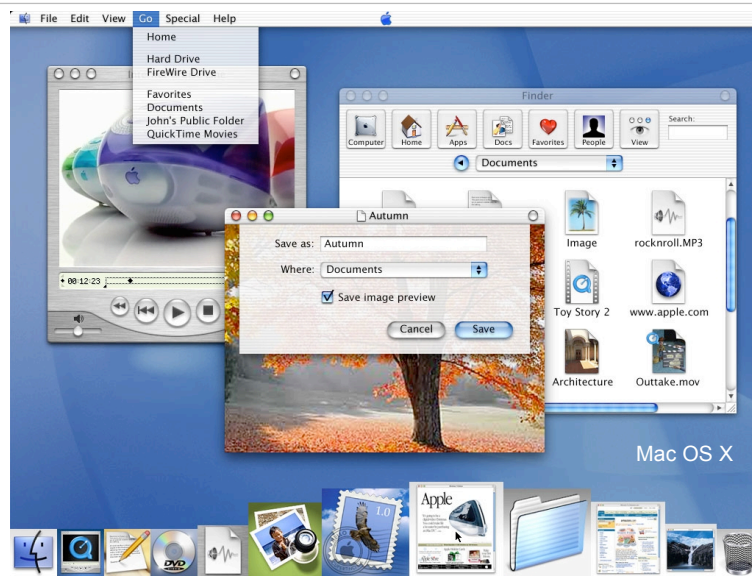 File Edit View Go Special Help
Home
Hard Drive
FireWire Drive
Favorites
Documents
John's Public Folder
QuickTime Movies
00:12:23
Finder
Computer
Home
Apps
Docs
Favorites
People
View
Search:
Documents
Image
rocknroll.MP3
Toy Story 2
www.apple.com
Architecture
Outtake.mov
Autumn
Save as: Autumn
Where: Documents
Save image preview
Cancel
Save
Mac OS X
DVD
1.0
Apple